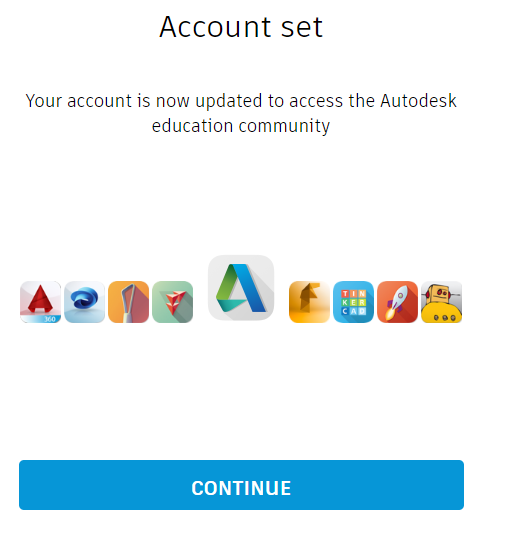 Account set
Your account is now updated to access the Autodesk
education community
360
TIN
KER
CAD
CONTINUE